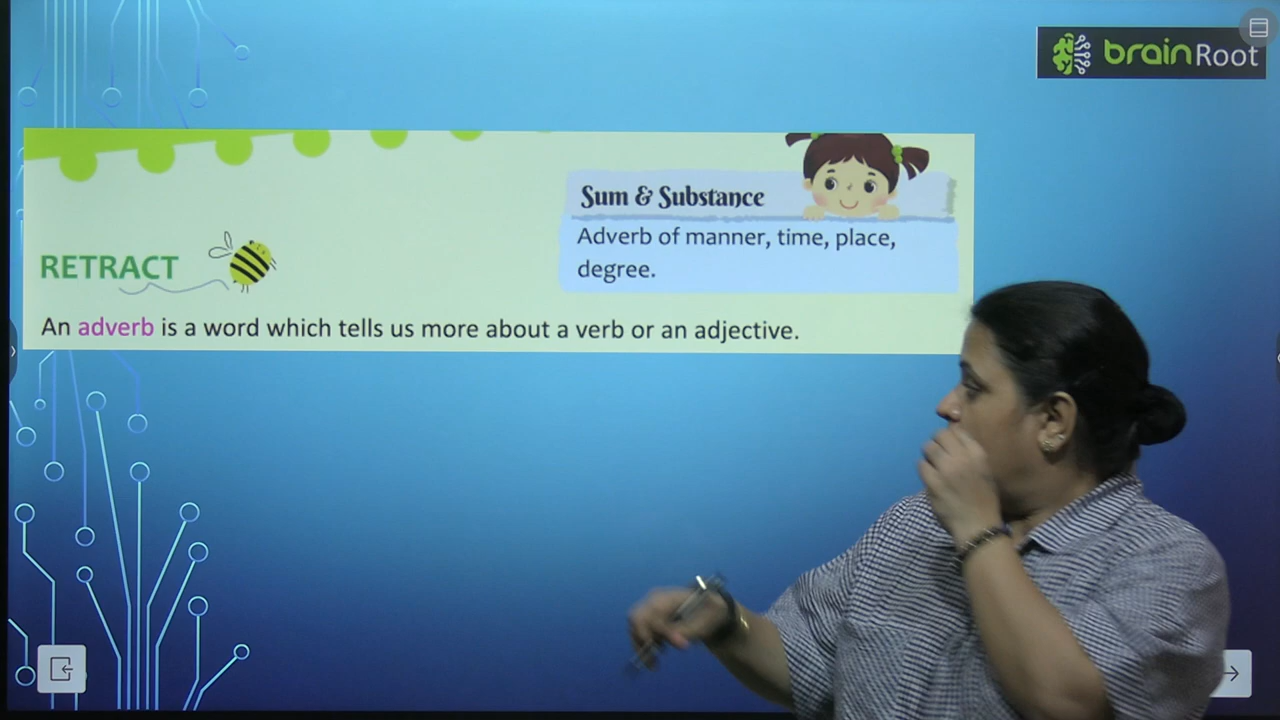 brainRoot
Sum & Substance
Adverb of manner, time, place,
degree.
RETRACT
An adverb is a word which tells us more about a verb or an adjective.